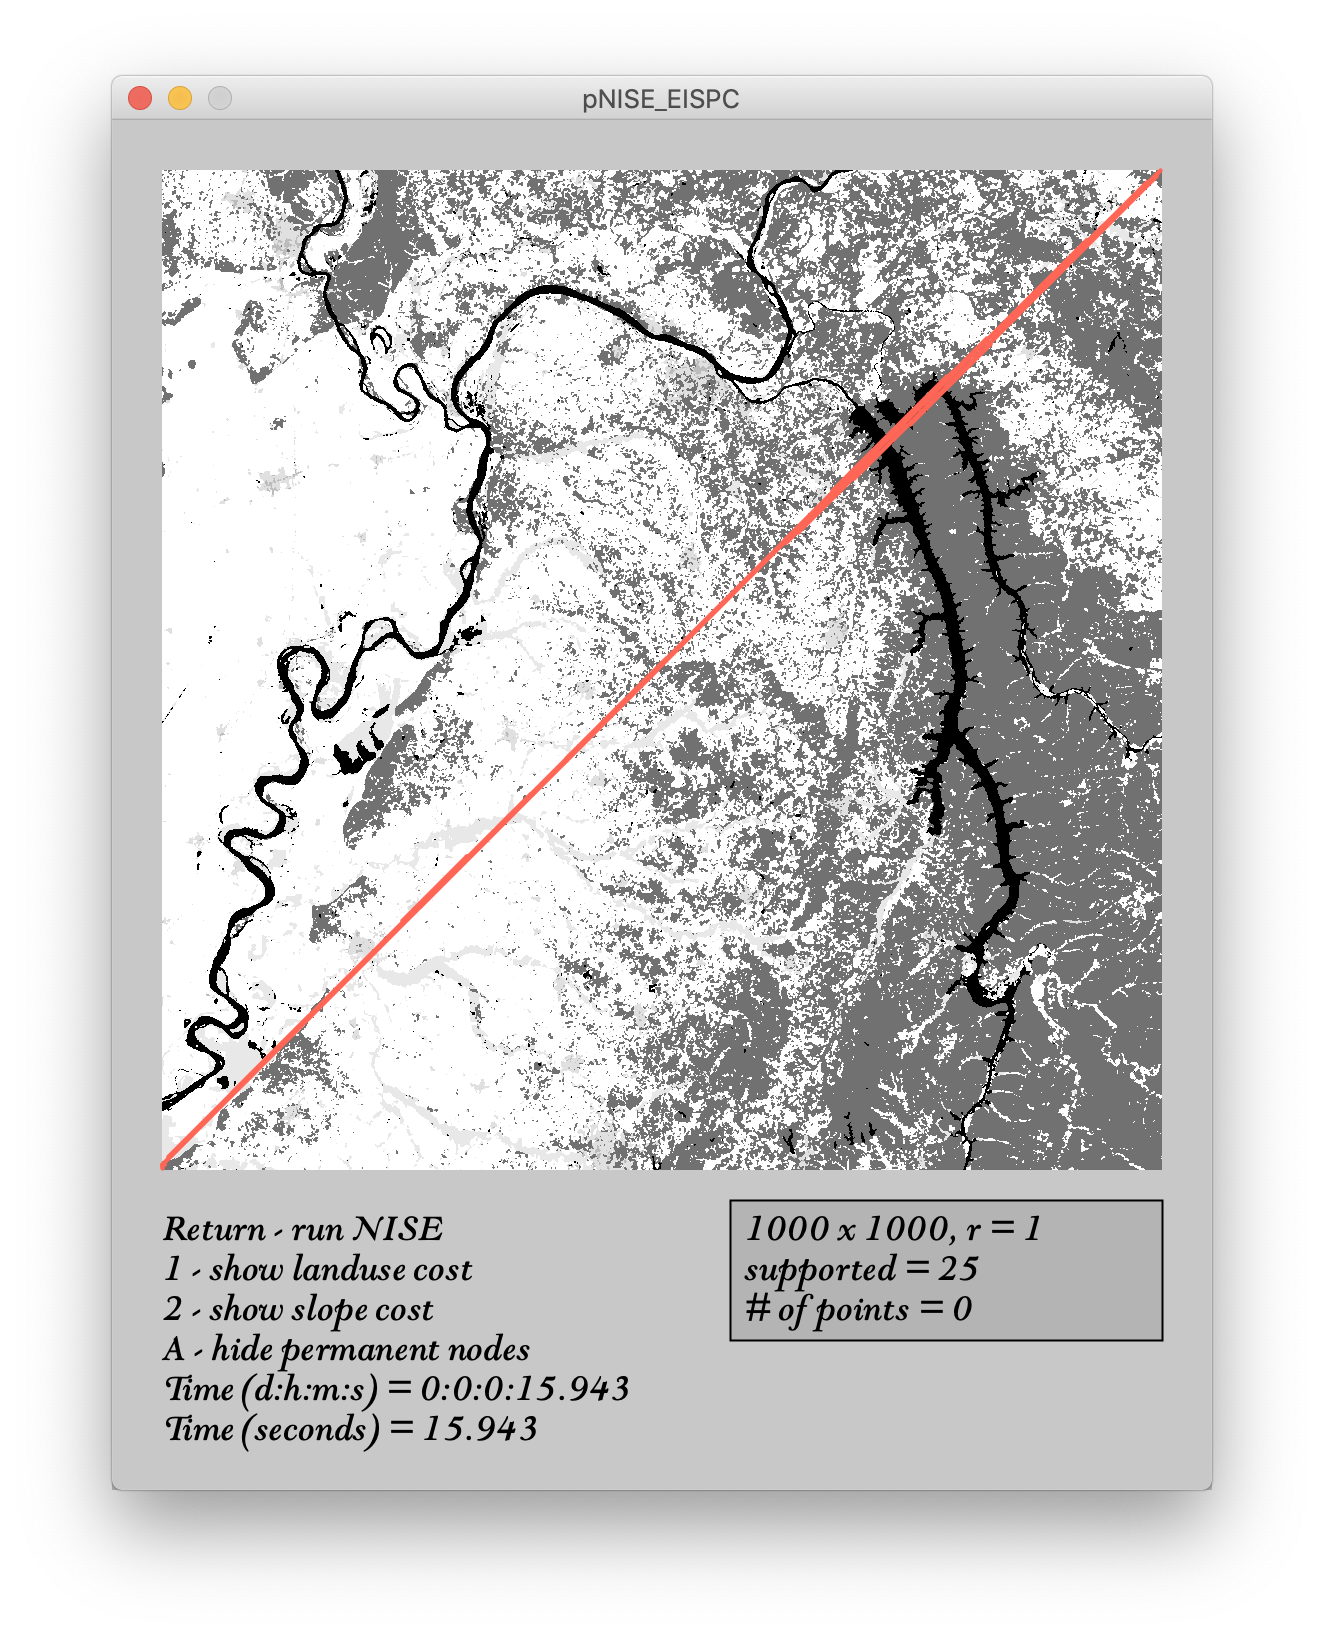 pNISE_EISPC
Return - run NISE
1 - show landuse cost
2 - show slope cost
A - hide permanent nodes
Time (d:h:m:s) = 0:0:0:15.943
Time (seconds) = 15.943
1000 x 1000, r = 1
supported = 25
# of points = 0